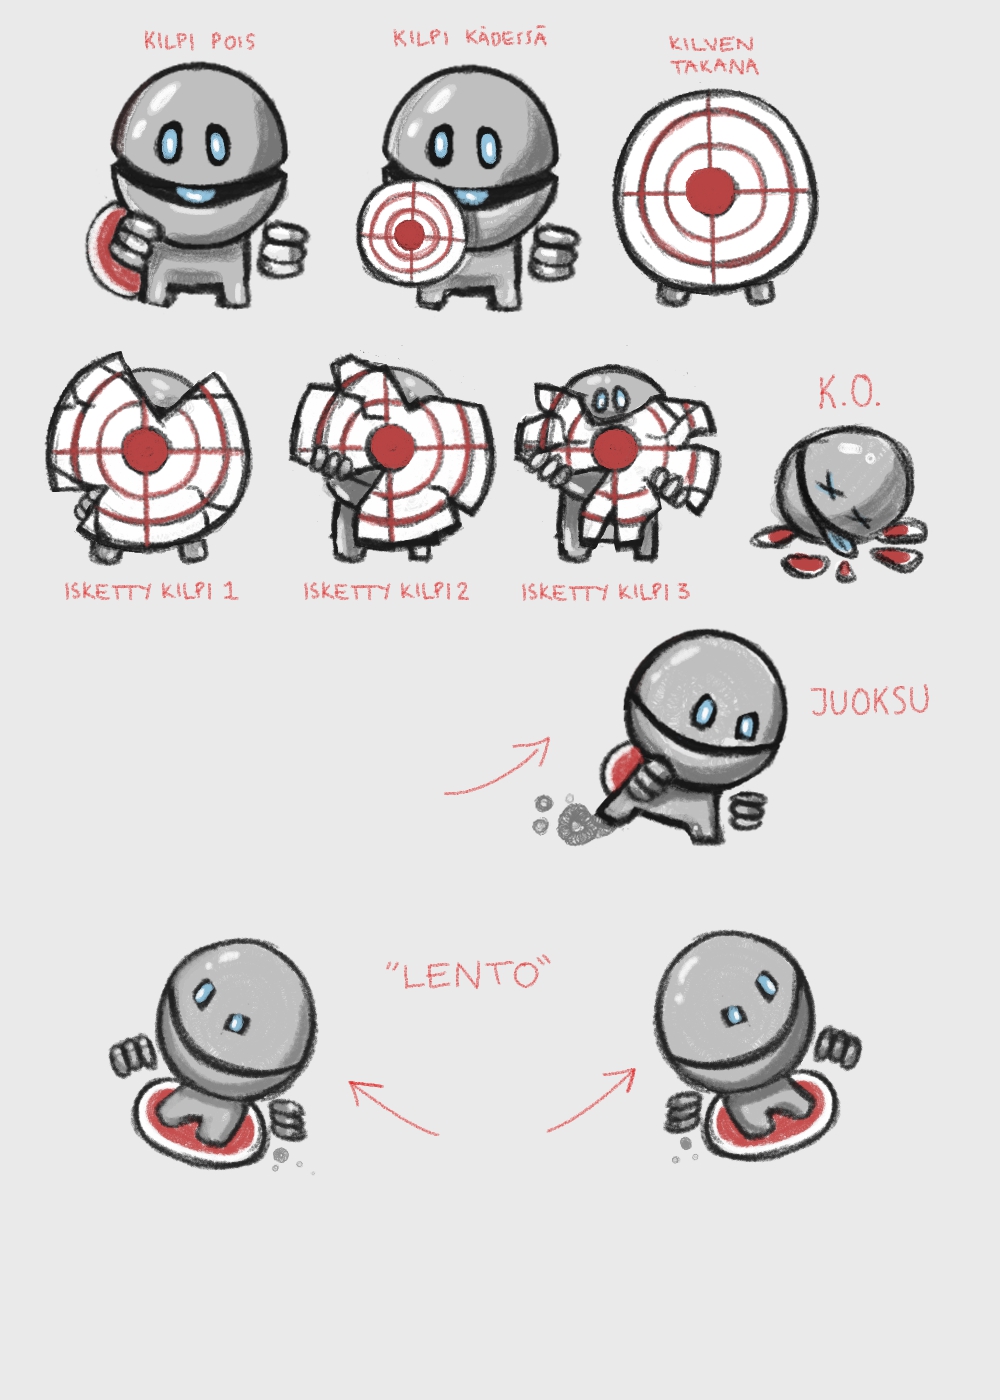 KILPI POIS
KILPI KÄDESSÄ
KILVEN
TAKANA
K.O.
ISKETTY KILPI 1
ISKETTY KILPI 2
ISKETTY KILPI 3
JUOKSU
"LENTO"